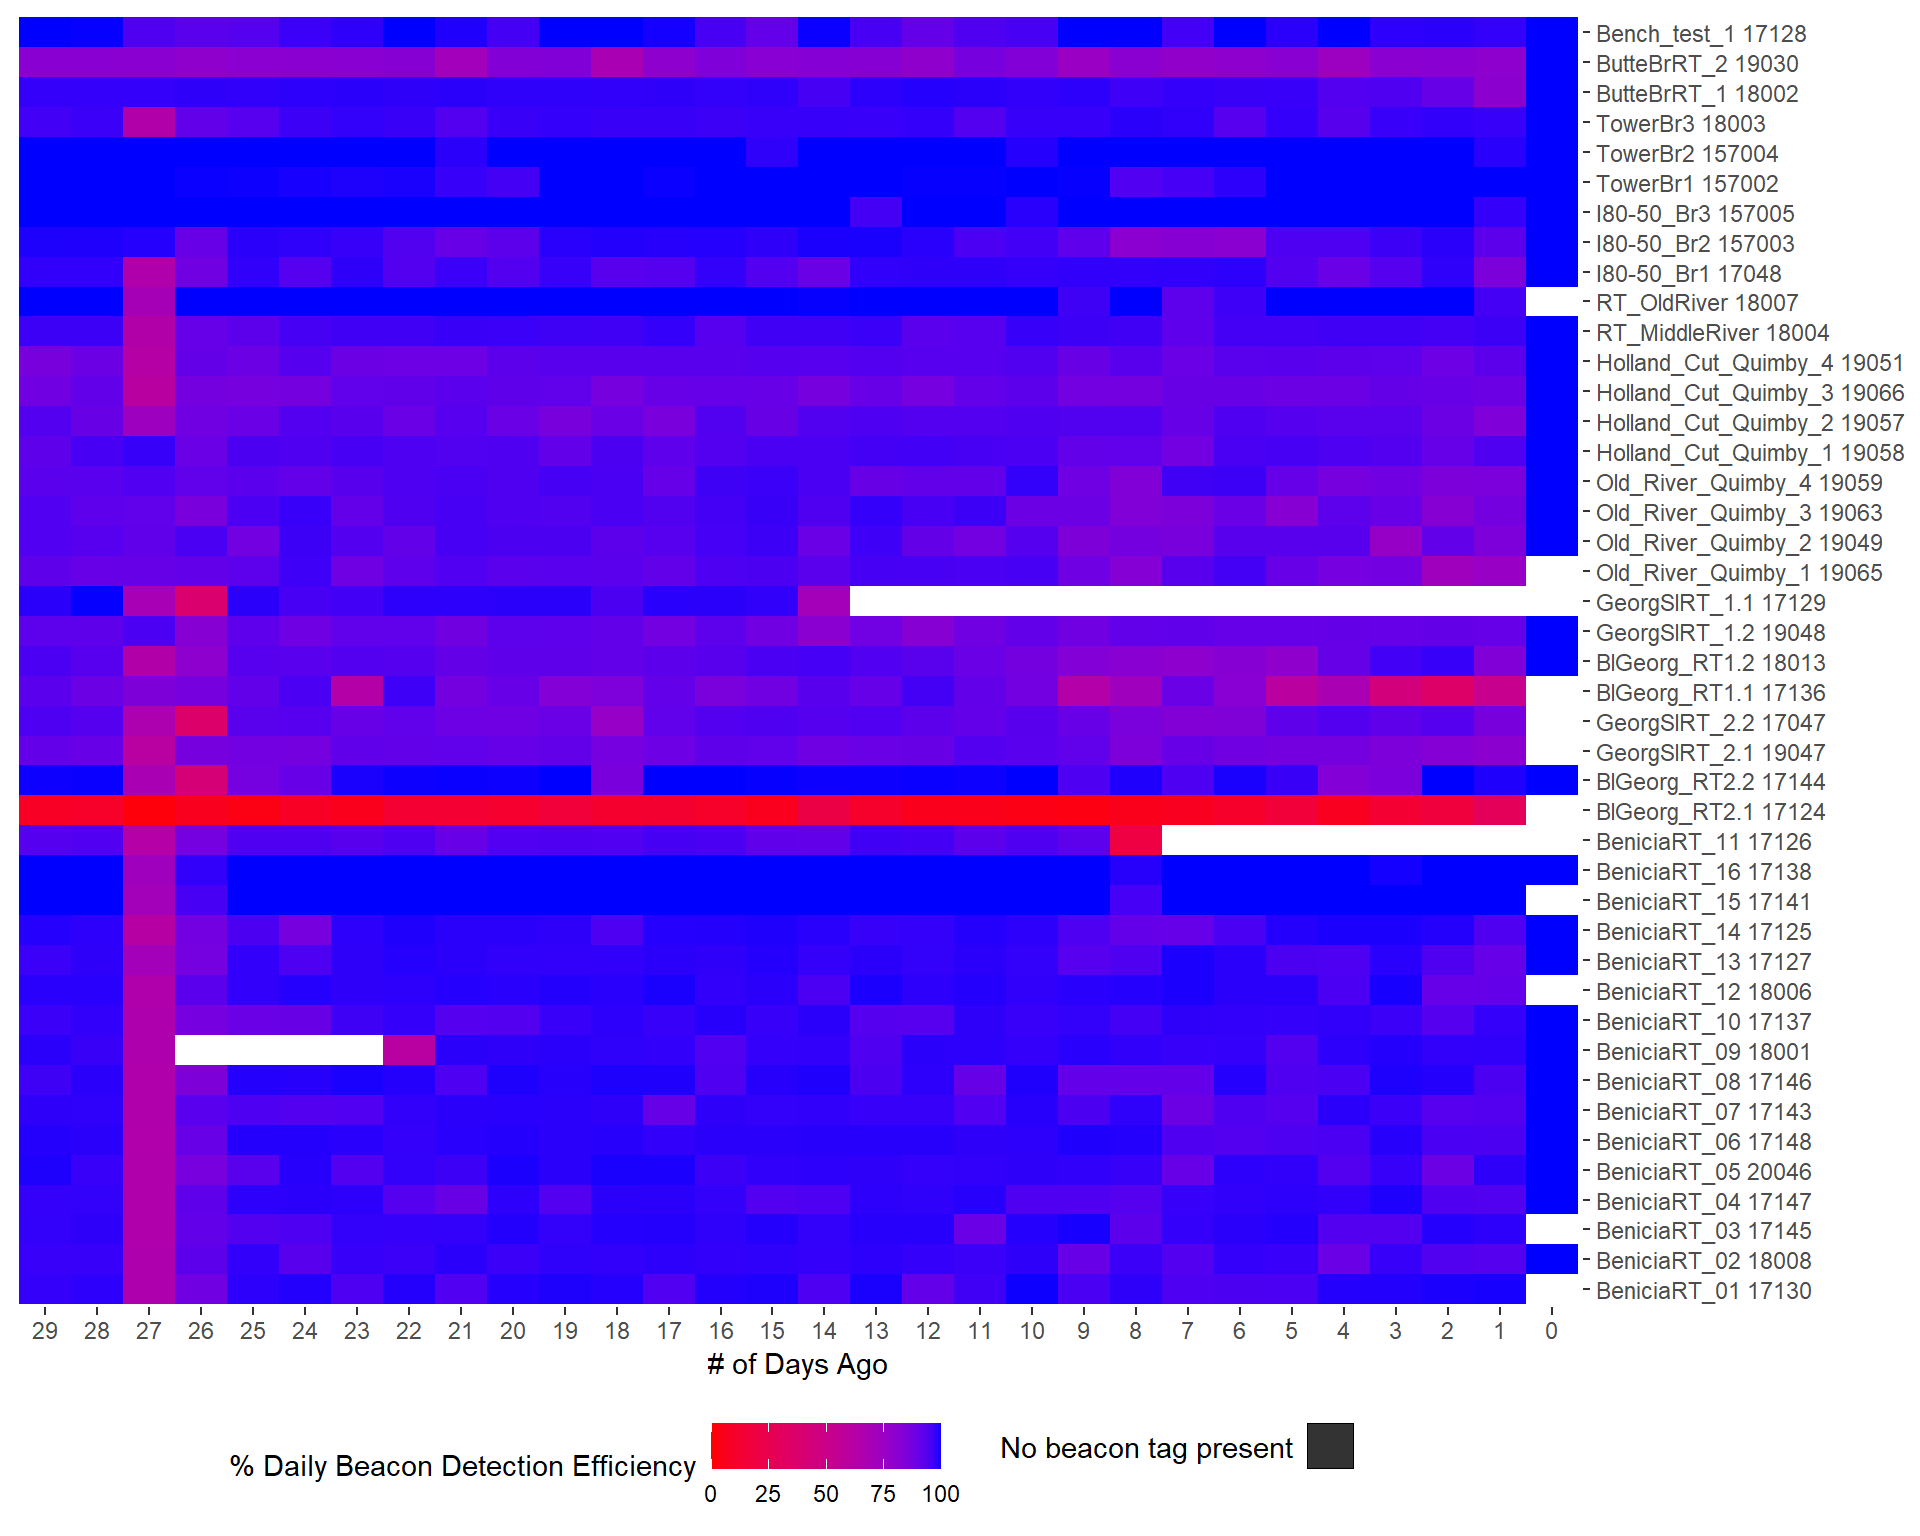 Bench_test_1 17128
ButteBrRT_2 19030
ButteBrRT_1 18002
TowerBr3 18003
TowerBr2 157004
TowerBr1 157002
I80-50_Br3 157005
I80-50_Br2 157003
I80-50_Br1 17048
RT_OldRiver 18007
RT_MiddleRiver 18004
Holland_Cut_Quimby_4 19051
Holland_Cut_Quimby_3 19066
Holland_Cut_Quimby_2 19057
Holland_Cut_Quimby_1 19058
Old_River_Quimby_4 19059
Old_River_Quimby_3 19063
Old_River_Quimby_2 19049
Old_River_Quimby_1 19065
GeorgSlRT_1.1 17129
GeorgSlRT_1.2 19048
BlGeorg_RT1.2 18013
BlGeorg_RT1.1 17136
GeorgSlRT_2.2 17047
GeorgSlRT_2.1 19047
BlGeorg_RT2.2 17144
BlGeorg_RT2.1 17124
BeniciaRT_11 17126
BeniciaRT_16 17138
BeniciaRT_15 17141
BeniciaRT_14 17125
BeniciaRT_13 17127
BeniciaRT_12 18006
BeniciaRT_10 17137
BeniciaRT_09 18001
BeniciaRT_08 17146
BeniciaRT_07 17143
BeniciaRT_06 17148
BeniciaRT_05 20046
BeniciaRT_04 17147
BeniciaRT_03 17145
BeniciaRT_02 18008
BeniciaRT_01 17130
29 28 27 26 25 24 23 22 21 20 19 18 17 16 15 14 13 12 11 10 9 8 7 6 5 4 3 2 1 0
# of Days Ago
% Daily Beacon Detection Efficiency
0 25 50 75 100
No beacon tag present